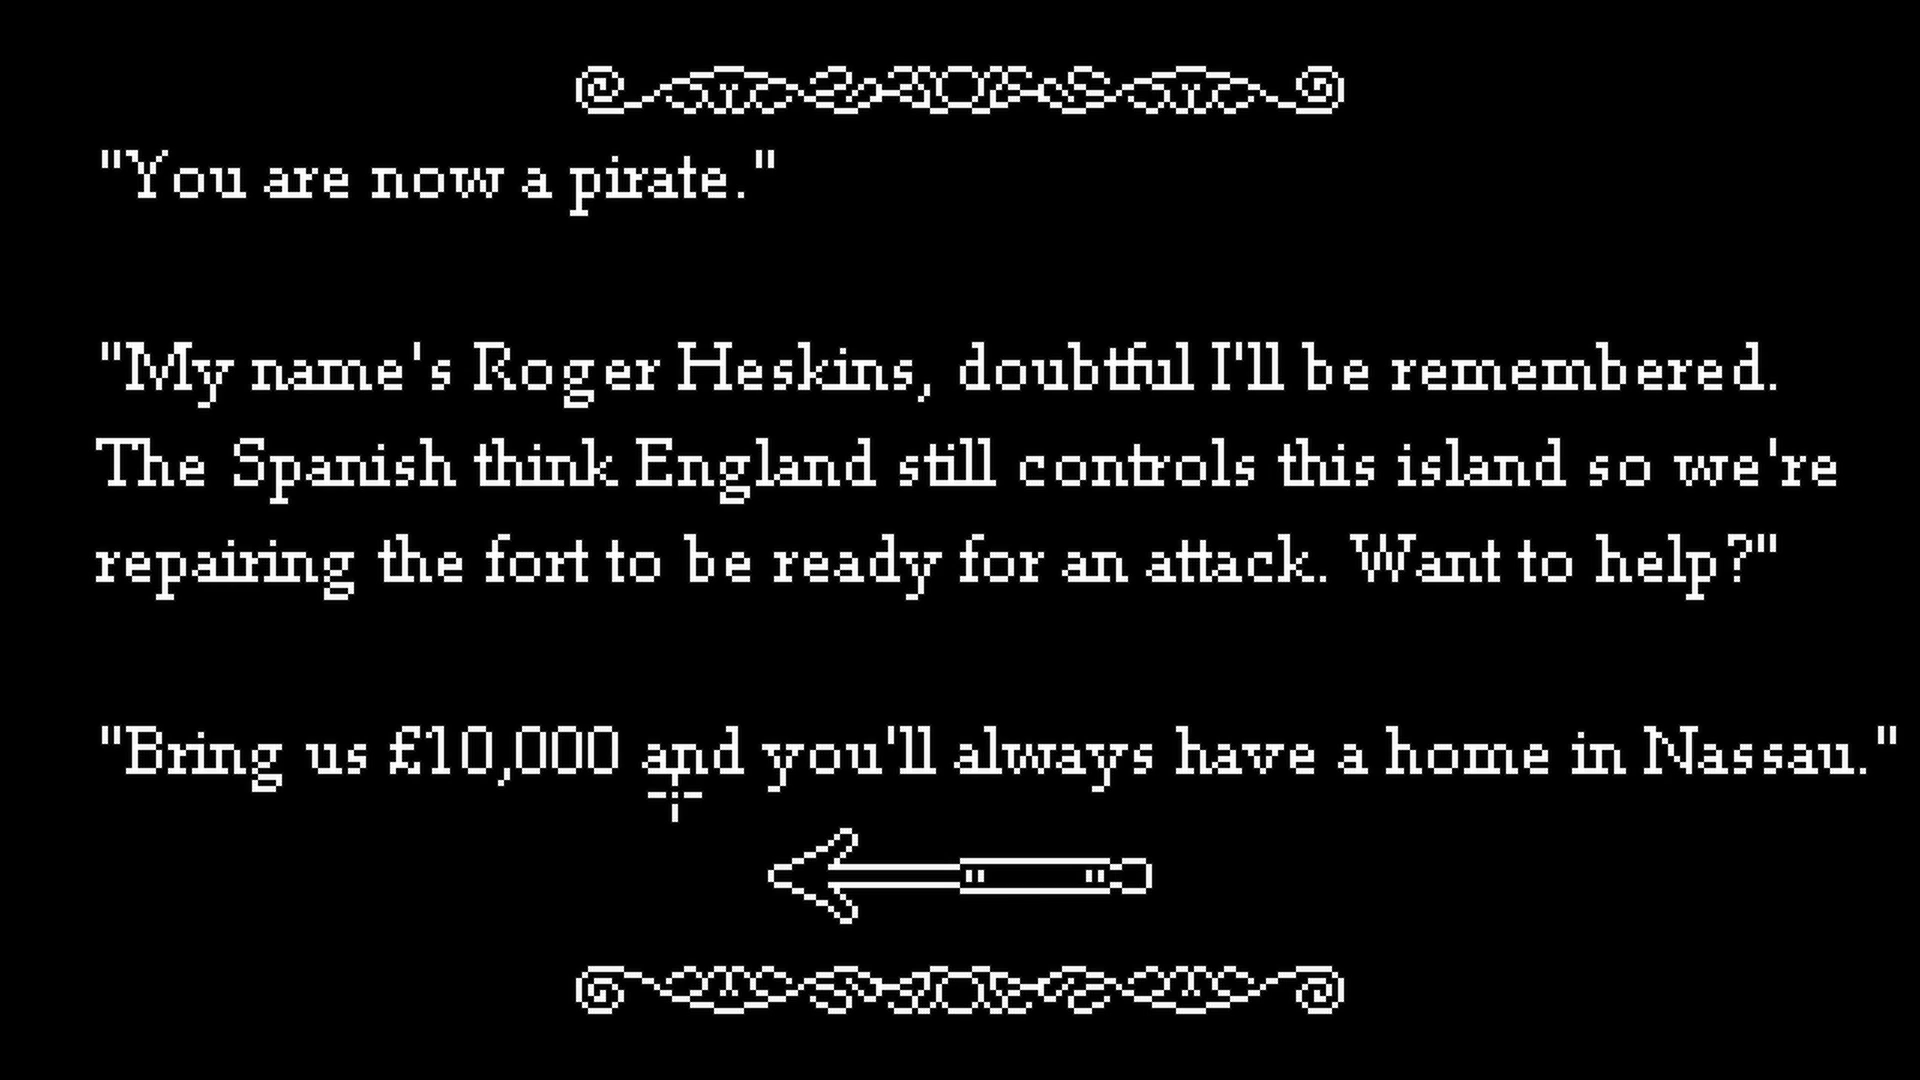 "You are now a pirate."
"My name's Roger Heskins, doubtful I'll be remembered.
The Spanish think England still controls this island so we're
repairing the fort to be ready for an attack. Want to help?"
"Bring us £10,000 and you'll always have a home in Nassau."